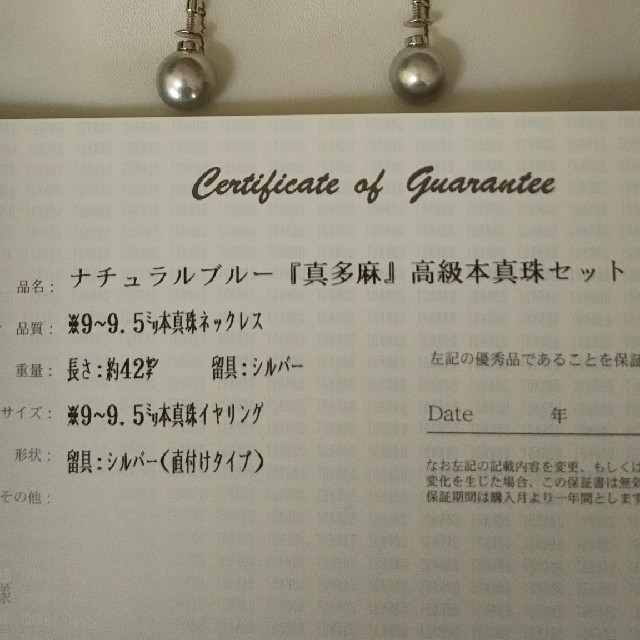 Certificate of Guarantee
品名： ナチュラルブルー『真多麻』高級本真珠セット
品質： ※9~9.5㍉本真珠ネックレス
重量： 長さ：約42㌢ 留具：シルバー
左記の優秀品であることを保証
サイズ： ※9~9.5㍉本真珠イヤリング
Date 年
形状： 留具：シルバー(直付けタイプ)
その他：
なお左記の記載内容を変更、もしくは
変化を生じた場合、この保証書は無効
保証期間は購入月より一年間とします
様